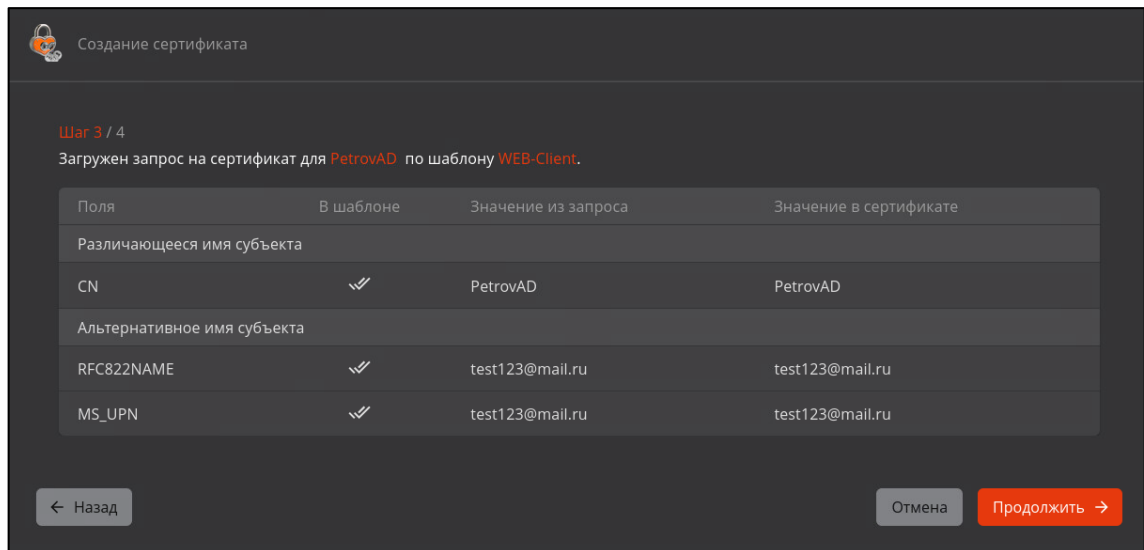 Создание сертификата
Шаг 3 / 4
Загружен запрос на сертификат для PetrovAD по шаблону WEB-Client.
Поля В шаблоне Значение из запроса Значение в сертификате
Различающееся имя субъекта
CN PetrovAD PetrovAD
Альтернативное имя субъекта
RFC822NAME test123@mail.ru test123@mail.ru
MS_UPN test123@mail.ru test123@mail.ru
← Назад Отмена Продолжить →